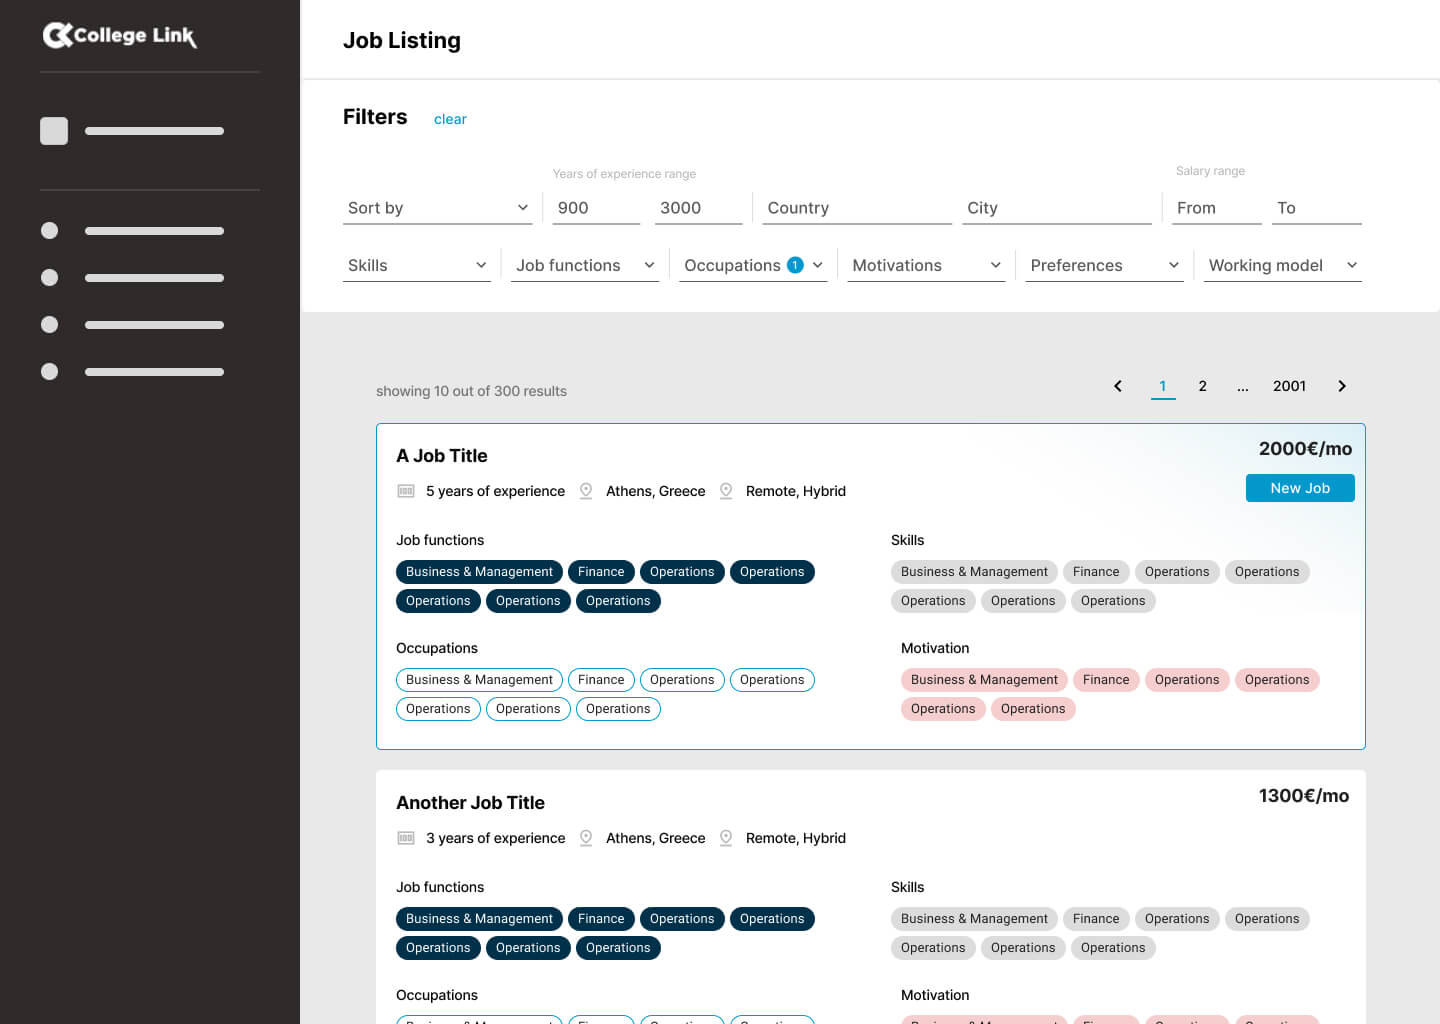 College Link
Job Listing
Filters clear
Years of experience range Salary range
Sort by 900 3000 Country City From To
Skills Job functions Occupations 1 Motivations Preferences Working model
showing 10 out of 300 results 1 2 ... 2001
A Job Title 2000€/mo
5 years of experience Athens, Greece Remote, Hybrid New Job
Job functions Skills
Business & Management Finance Operations Operations Business & Management Finance Operations Operations
Operations Operations Operations Operations Operations Operations
Occupations Motivation
Business & Management Finance Operations Operations Business & Management Finance Operations Operations
Operations Operations Operations Operations Operations
Another Job Title 1300€/mo
3 years of experience Athens, Greece Remote, Hybrid
Job functions Skills
Business & Management Finance Operations Operations Business & Management Finance Operations Operations
Operations Operations Operations Operations Operations Operations
Occupations Motivation